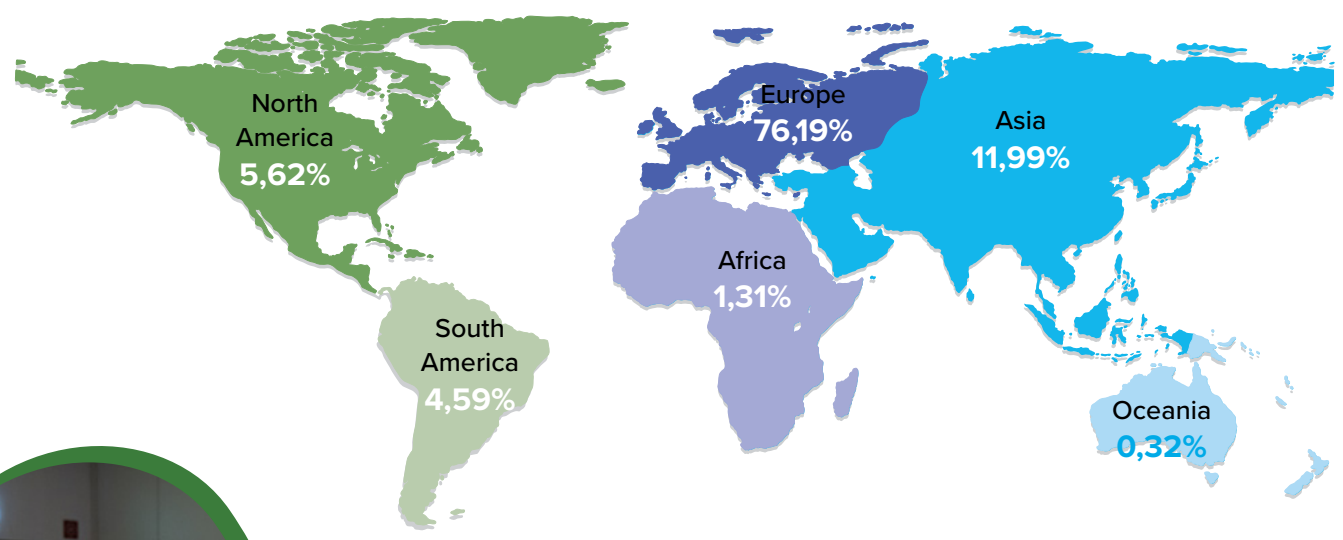 North
America
5,62%
Europe
76,19%
Asia
11,99%
Africa
1,31%
South
America
4,59%
Oceania
0,32%